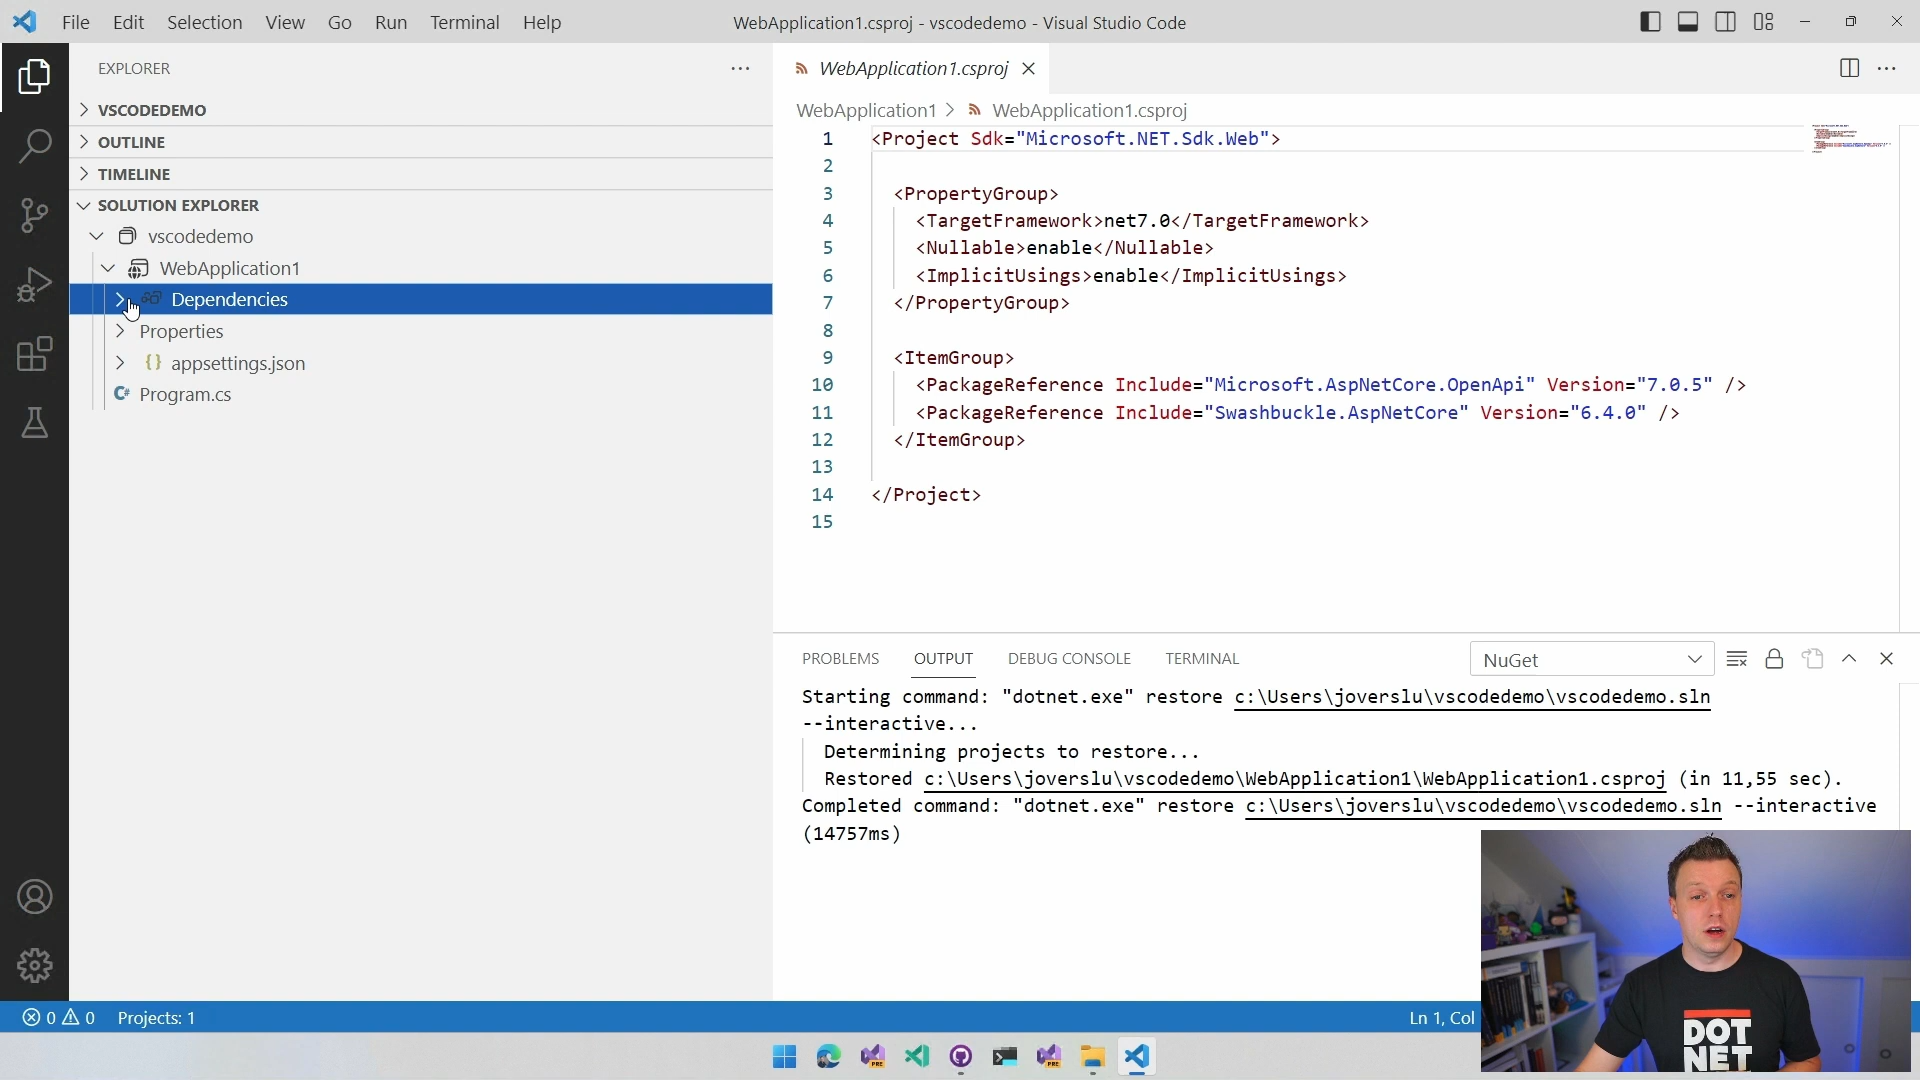 File Edit Selection View Go Run Terminal Help
WebApplication1.csproj - vscodedemo - Visual Studio Code
EXPLORER
VSCODEDEMO
OUTLINE
TIMELINE
SOLUTION EXPLORER
vscodedemo
WebApplication1
Dependencies
Properties
{} appsettings.json
C# Program.cs
WebApplication1.csproj
WebApplication1 > WebApplication1.csproj
1 <Project Sdk="Microsoft.NET.Sdk.Web">
2
3 <PropertyGroup>
4 <TargetFramework>net7.0</TargetFramework>
5 <Nullable>enable</Nullable>
6 <ImplicitUsings>enable</ImplicitUsings>
7 </PropertyGroup>
8
9 <ItemGroup>
10 <PackageReference Include="Microsoft.AspNetCore.OpenApi" Version="7.0.5" />
11 <PackageReference Include="Swashbuckle.AspNetCore" Version="6.4.0" />
12 </ItemGroup>
13
14 </Project>
15
PROBLEMS OUTPUT DEBUG CONSOLE TERMINAL
NuGet
Starting command: "dotnet.exe" restore c:\Users\joverslu\vscodedemo\vscodedemo.sln
--interactive...
Determining projects to restore...
Restored c:\Users\joverslu\vscodedemo\WebApplication1\WebApplication1.csproj (in 11,55 sec).
Completed command: "dotnet.exe" restore c:\Users\joverslu\vscodedemo\vscodedemo.sln --interactive
(14757ms)
0 0 Projects: 1
Ln 1, Col
PRE
PRE
DOT
NET